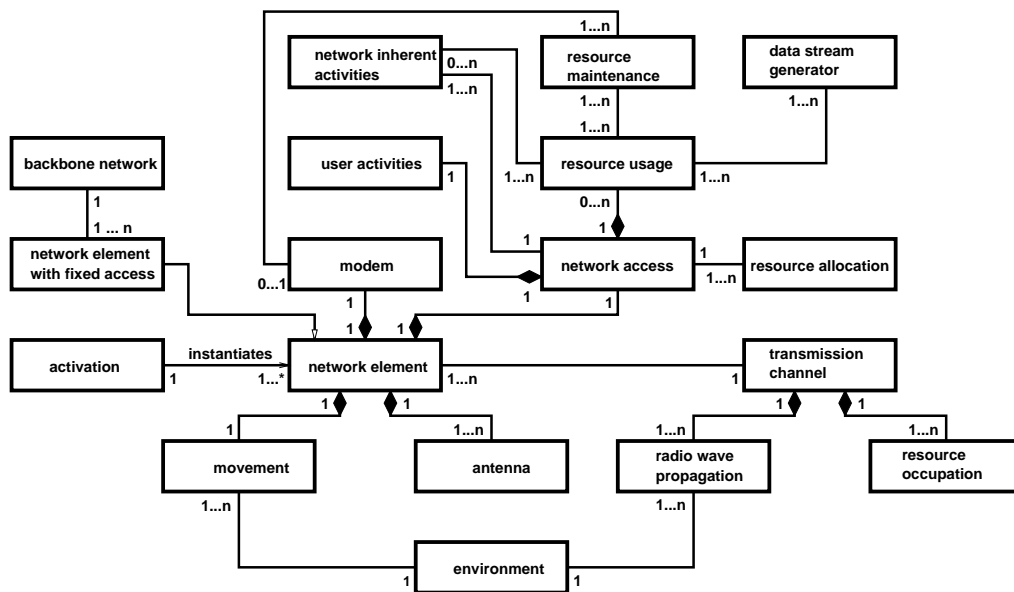 1...n
network inherent
activities
0...n
1...n
resource
maintenance
data stream
generator
1...n
1...n
1...n
backbone network
user activities
resource usage
1
1
1...n
1...n
0...n
1 ... n
1
1
network element
with fixed access
modem
network access
1
1...n
resource allocation
0...1
1
1
1
1
1
activation
instantiates
1
1...*
network element
1...n
1
transmission
channel
1
1
1
1
1
1...n
1...n
1...n
movement
antenna
radio wave
propagation
resource
occupation
1...n
1...n
environment
1
1